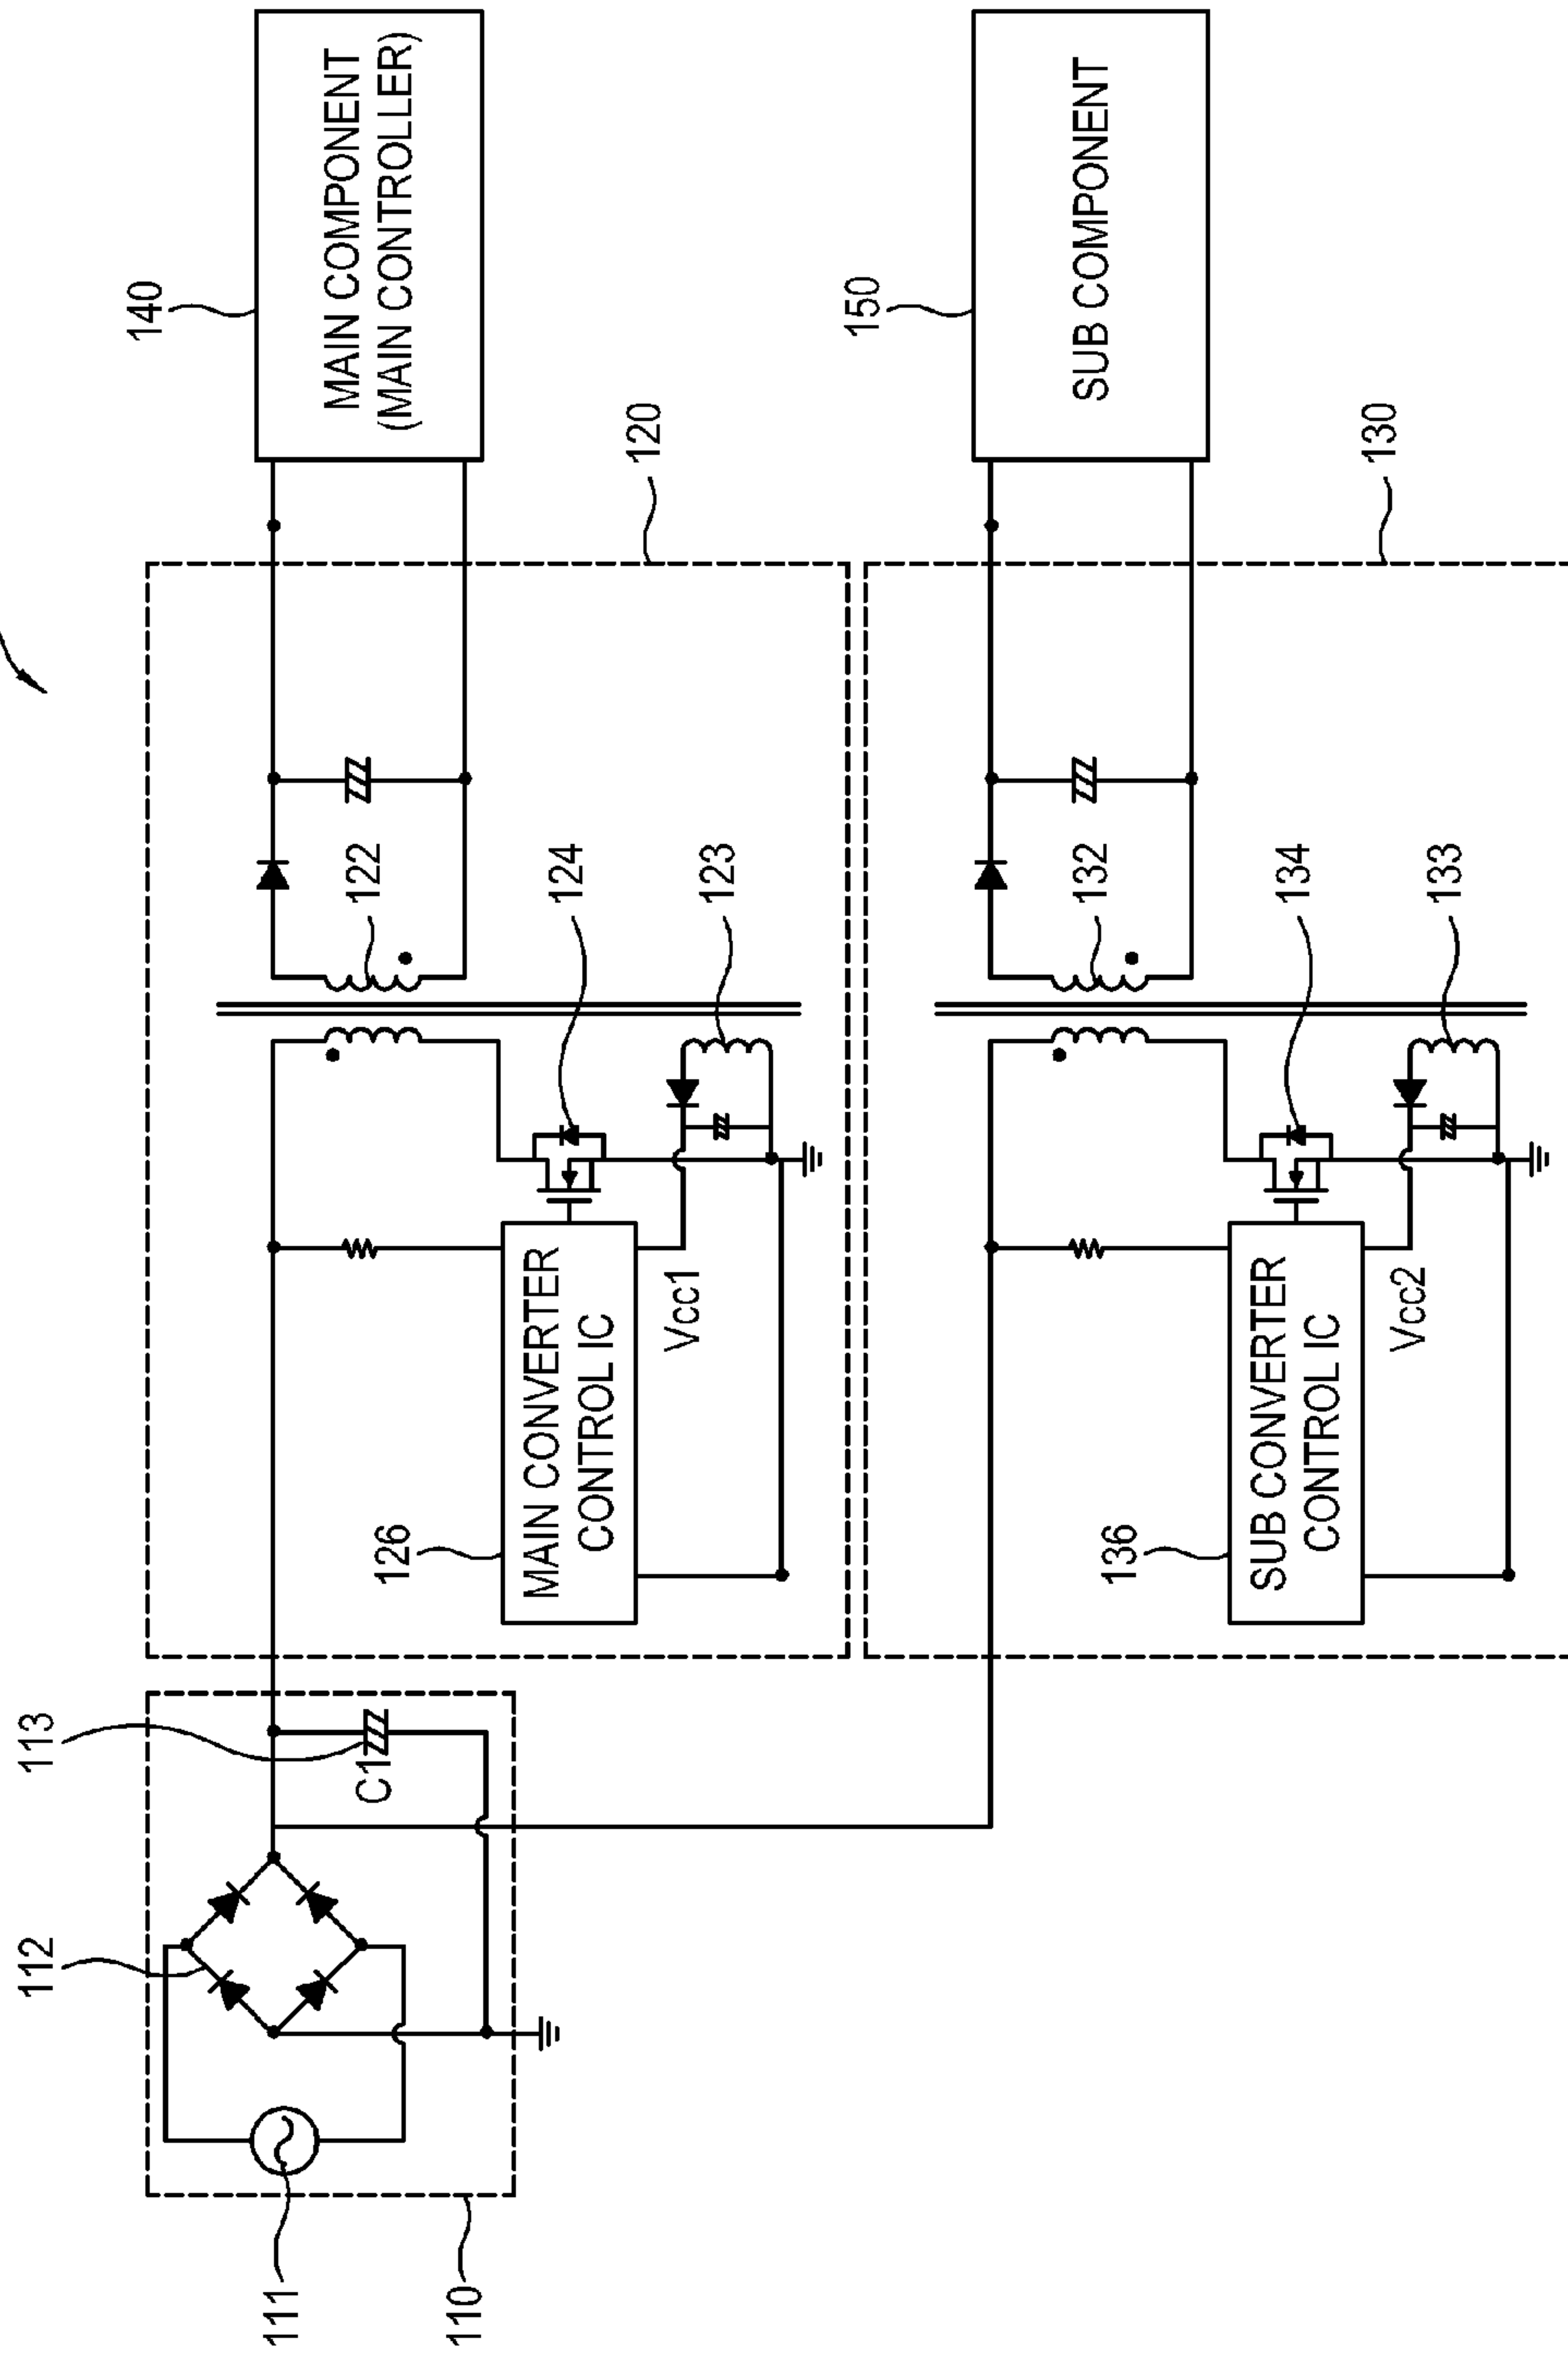 113
112
111
110
C1
126
MAIN CONVERTER
CONTROL IC
Vcc1
122
124
123
120
140
MAIN COMPONENT
(MAIN CONTROLLER)
136
SUB CONVERTER
CONTROL IC
Vcc2
132
134
133
130
150
SUB COMPONENT